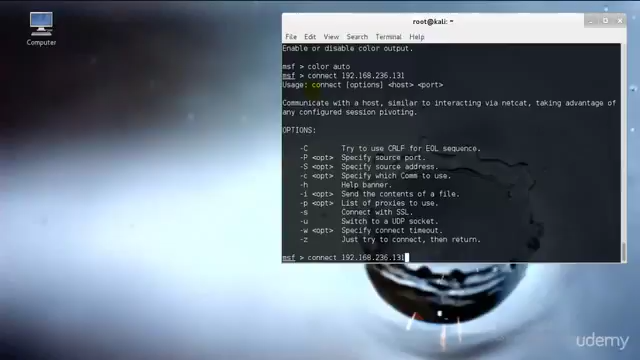 Computer
root@kali: ~
File Edit View Search Terminal Help
Enable or disable color output.
msf > color auto
msf > connect 192.168.236.131
Usage: connect [options] <host> <port>
Communicate with a host, similar to interacting via netcat, taking advantage of
any configured session pivoting.
OPTIONS:
-C Try to use CRLF for EOL sequence.
-P <opt> Specify source port.
-S <opt> Specify source address.
-c <opt> Specify which Comm to use.
-h Help banner.
-i <opt> Send the contents of a file.
-p <opt> List of proxies to use.
-s Connect with SSL.
-u Switch to a UDP socket.
-w <opt> Specify connect timeout.
-z Just try to connect, then return.
msf > connect 192.168.236.131
udemy